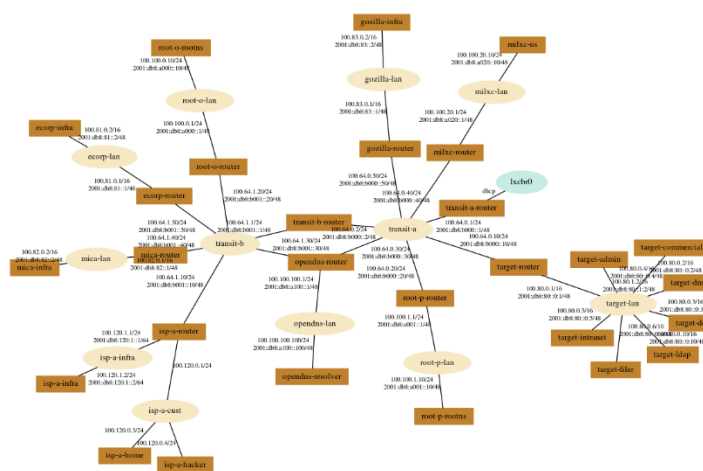 gozilla-infra
milxc-ns
root-o-rootns
100.83.0.2/16
2001:db8:83::2/48
100.100.20.10/24
2001:db8:a020::10/48
100.100.0.10/24
2001:db8:a000::10/48
gozilla-lan
milxc-lan
root-o-lan
100.83.0.1/16
2001:db8:83::1/48
100.100.20.1/24
2001:db8:a020::1/48
100.100.0.1/24
2001:db8:a000::1/48
ecorp-infra
100.81.0.2/16
2001:db8:81::2/48
ecorp-lan
gozilla-router
milxc-router
root-o-router
100.81.0.1/16
2001:db8:81::1/48
ecorp-router
lxcbr0
dhcp
transit-a-router
100.64.0.50/24
2001:db8:b000::50/48
100.64.0.40/24
2001:db8:b000::40/48
100.64.1.20/24
2001:db8:b001::20/48
100.64.1.50/24
2001:db8:b001::50/48
100.64.1.1/24
2001:db8:b001::1/48
transit-b-router
transit-a
100.64.0.1/24
2001:db8:b000::1/48
100.64.1.40/24
2001:db8:b001::40/48
transit-b
100.64.0.10/24
2001:db8:b000::10/48
100.64.1.30/24
2001:db8:b001::30/48
100.64.0.30/24
2001:db8:b000::30/48
100.82.0.2/16
mica-lan
mica-router
mica-infra
opendns-router
100.64.0.20/24
2001:db8:b000::20/48
target-router
target-admin
target-commercial
100.64.1.10/24
2001:db8:b001::10/48
100.100.100.1/24
2001:db8:a100::1/48
root-p-router
100.80.0.1/16
2001:db8:80::0:1/48
target-lan
100.100.1.1/24
2001:db8:a001::1/48
isp-a-router
opendns-lan
target-intranet
100.120.1.1/24
2001:db8:120:1::1/64
isp-a-infra
root-p-lan
target-ldap
target-filer
100.120.1.2/24
2001:db8:120:1::2/64
isp-a-infra
100.120.0.1/24
100.100.100.100/24
2001:db8:a100::100/48
opendns-resolver
100.100.1.10/24
2001:db8:a001::10/48
isp-a-cust
root-p-rootns
100.120.0.3/24
100.120.0.4/24
isp-a-home
isp-a-hacker